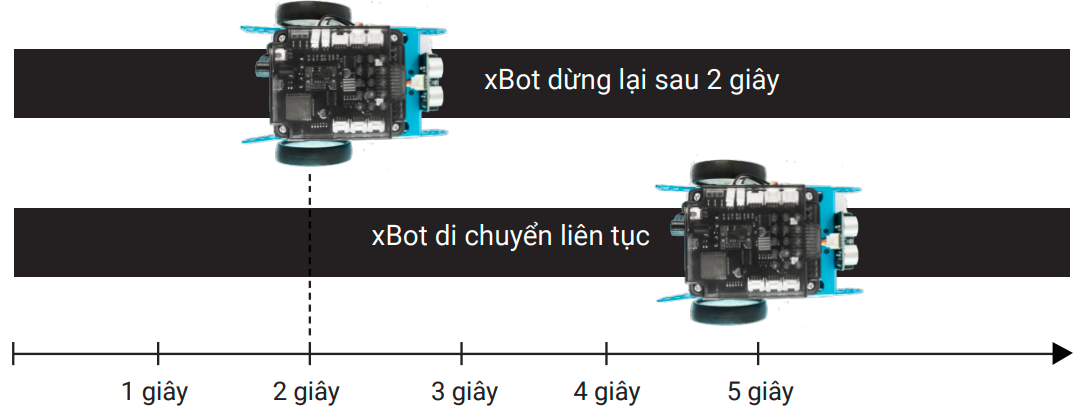 xBot dừng lại sau 2 giây
xBot di chuyển liên tục
1 giây
2 giây
3 giây
4 giây
5 giây